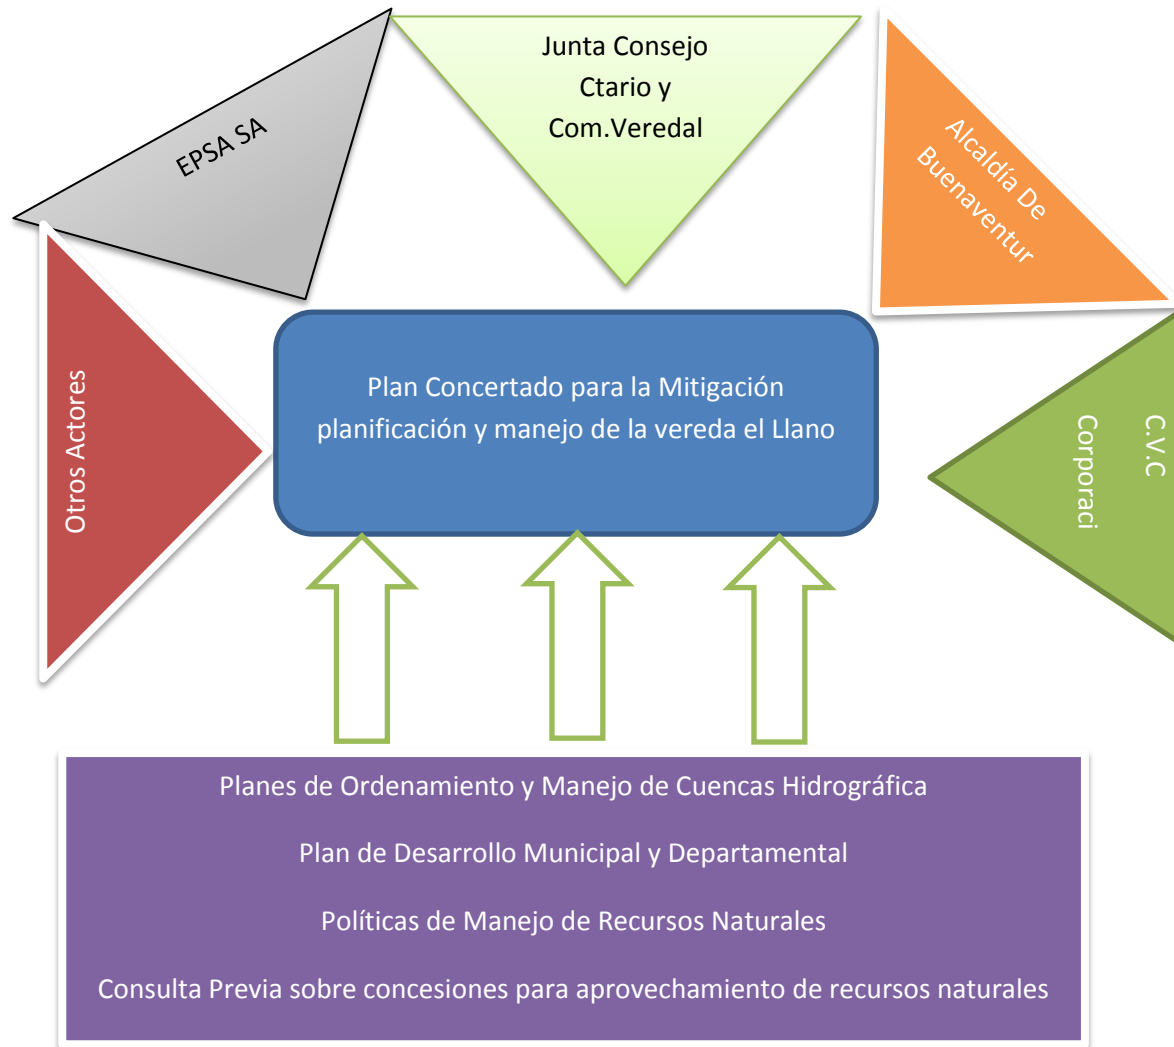 EPSA SA
Junta Consejo
Ctario y
Com.Veredal
Alcaldía De
Buenaventur
Otros Actores
Plan Concertado para la Mitigación
planificación y manejo de la vereda el Llano
C.V.C
Corporaci
Planes de Ordenamiento y Manejo de Cuencas Hidrográfica
Plan de Desarrollo Municipal y Departamental
Políticas de Manejo de Recursos Naturales
Consulta Previa sobre concesiones para aprovechamiento de recursos naturales